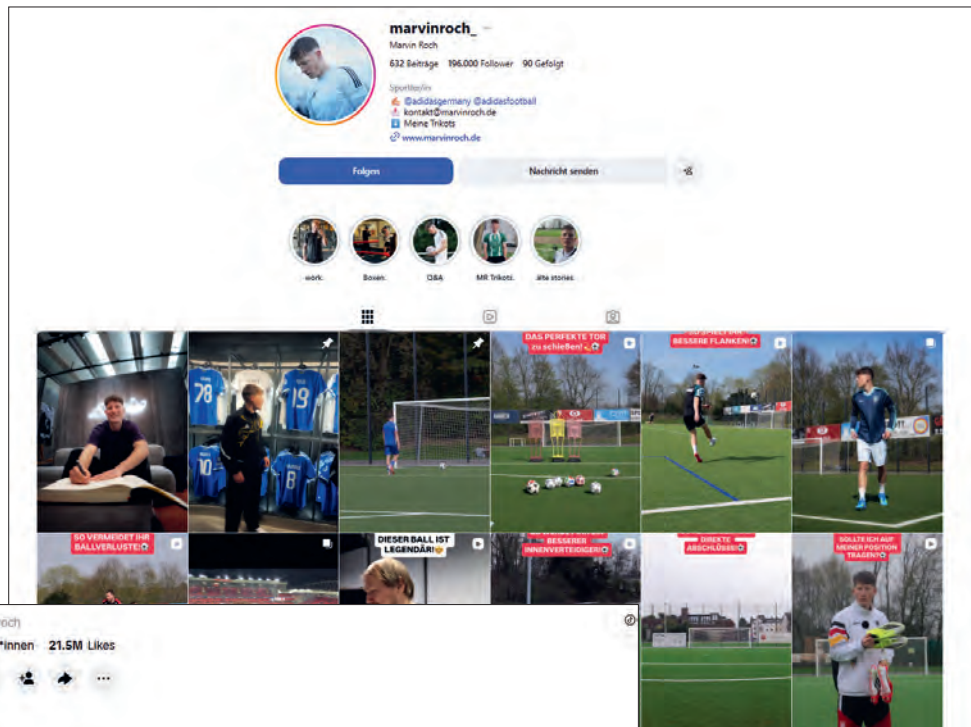 marvinroch_
Marvin Roch
632 Beiträge 196.000 Follower 90 Gefolgt
Sportler/in
@adidasgermany @adidasfootball
kontakt@marvinroch.de
Meine Trikots
www.marvinroch.de
Folgen
Nachricht senden
work.
Boxen.
Q&A
MR Trikots.
alte stories.
DAS PERFEKTE TOR
zu schießen!
BESSERE FLANKEN!
78
19
10
8
SO VERMEIDET IHR
BALLVERLUSTE!
DIESER BALL IST
LEGENDÄR!
BESSERER
INNENVERTEIDIGER!
DIREKTE
ABSCHLÜSSE!
SOLLTE ICH AUF
MEINER POSITION
TRAGEN?
roch
*innen 21.5M Likes